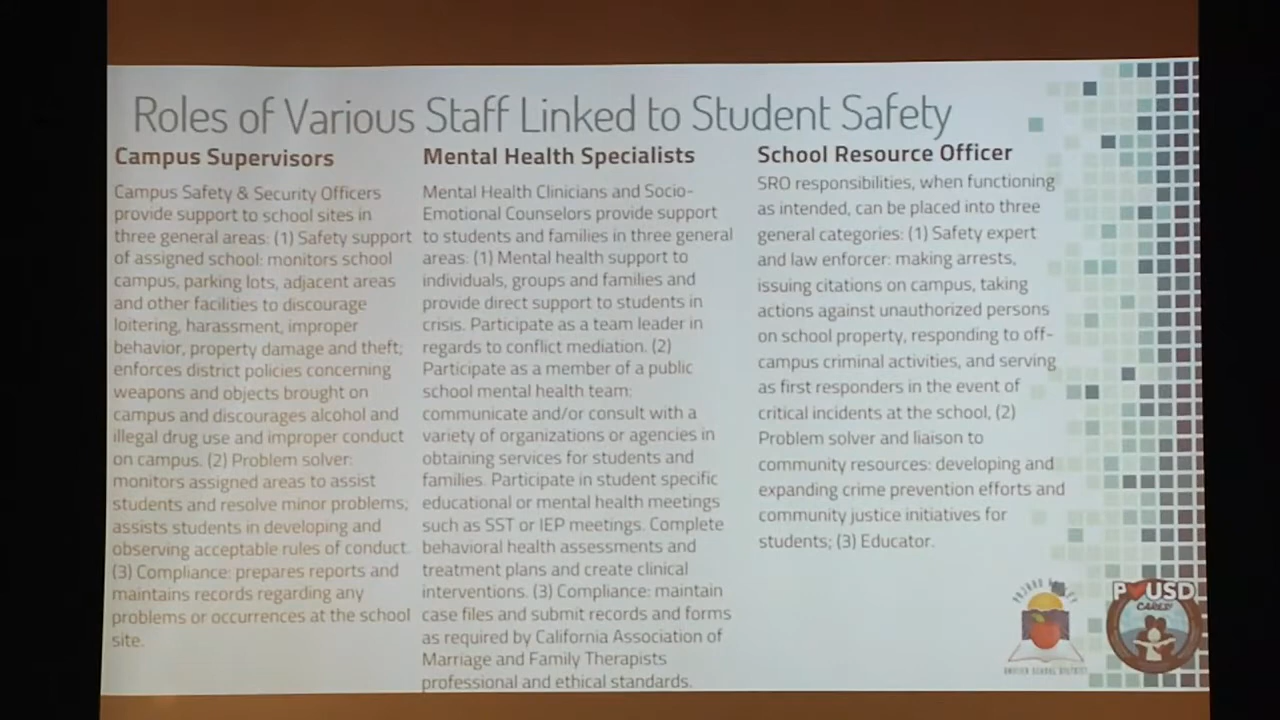 Roles of Various Staff Linked to Student Safety
Campus Supervisors
Campus Safety & Security Officers
provide support to school sites in
three general areas: (1) Safety support
of assigned school: monitors school
campus, parking lots, adjacent areas
and other facilities to discourage
loitering, harassment, improper
behavior, property damage and theft;
enforces district policies concerning
weapons and objects brought on
campus and discourages alcohol and
illegal drug use and improper conduct
on campus. (2) Problem solver:
monitors assigned areas to assist
students and resolve minor problems;
assists students in developing and
observing acceptable rules of conduct.
(3) Compliance: prepares reports and
maintains records regarding any
problems or occurrences at the school
site.
Mental Health Specialists
Mental Health Clinicians and Socio-
Emotional Counselors provide support
to students and families in three general
areas: (1) Mental health support to
individuals, groups and families and
provide direct support to students in
crisis. Participate as a team leader in
regards to conflict mediation. (2)
Participate as a member of a public
school mental health team:
communicate and/or consult with a
variety of organizations or agencies in
obtaining services for students and
families. Participate in student specific
educational or mental health meetings
such as SST or IEP meetings. Complete
behavioral health assessments and
treatment plans and create clinical
interventions. (3) Compliance: maintain
case files and submit records and forms
as required by California Association of
Marriage and Family Therapists
professional and ethical standards.
School Resource Officer
SRO responsibilities, when functioning
as intended, can be placed into three
general categories: (1) Safety expert
and law enforcer: making arrests,
issuing citations on campus, taking
actions against unauthorized persons
on school property, responding to off-
campus criminal activities, and serving
as first responders in the event of
critical incidents at the school, (2)
Problem solver and liaison to
community resources: developing and
expanding crime prevention efforts and
community justice initiatives for
students; (3) Educator.
UNIFIED SCHOOL DISTRICT
P USD
CARES!